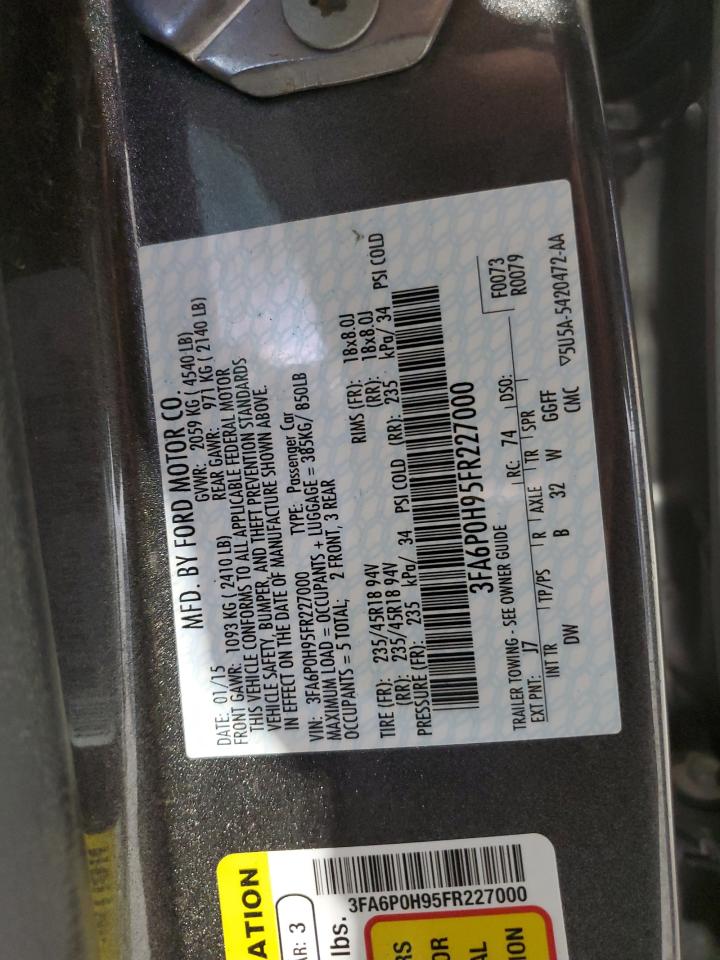 MFD. BY FORD MOTOR CO.
DATE: 01/15 GVWR: 2059 KG ( 4540 LB)
FRONT GAWR: 1093 KG ( 2410 LB) REAR GAWR: 971 KG ( 2140 LB)
THIS VEHICLE CONFORMS TO ALL APPLICABLE FEDERAL MOTOR
VEHICLE SAFETY, BUMPER, AND THEFT PREVENTION STANDARDS
IN EFFECT ON THE DATE OF MANUFACTURE SHOWN ABOVE.
VIN: 3FA6P0H95FR227000 TYPE: Passenger Car
MAXIMUM LOAD = OCCUPANTS + LUGGAGE = 385KG/ 850LB
OCCUPANTS = 5 TOTAL; 2 FRONT, 3 REAR
TIRE (FR): 235/45R18 94V RIMS (FR): 18x8.0J
(RR): 235/45R18 94V (RR): 18x8.0J
PRESSURE (FR): 235 kPa/ 34 PSI COLD (RR): 235 kPa/ 34 PSI COLD
3FA6P0H95FR227000
TRAILER TOWING - SEE OWNER GUIDE F0073
EXT PNT: J7 RC: 74 DSO: R0079
INT TR TP/PS R AXLE TR SPR
DW B 32 W GGFF
CMC ▽5U5A-5420472-AA
ATION
AR: 3
lbs.
3FA6P0H95FR227000
RS
OR
AL
ION